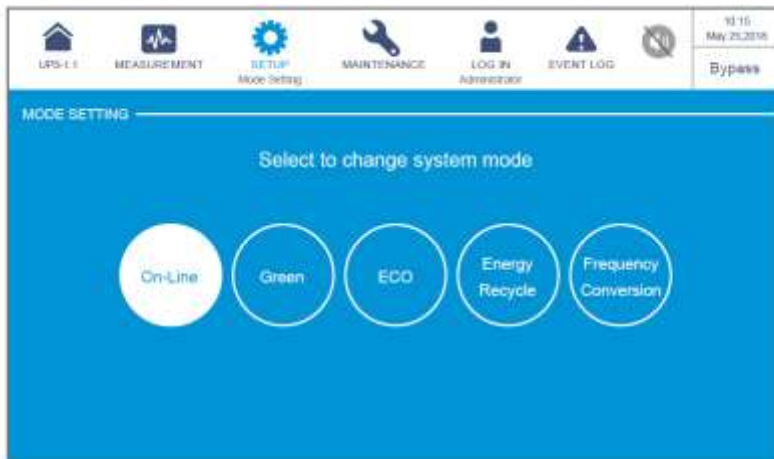 10:15
May 25,2018
UPS-1.1
MEASUREMENT
SETUP
MAINTENANCE
LOG IN
EVENT LOG
Bypass
Mode Setting
Administrator
MODE SETTING
Select to change system mode
On-Line
Green
ECO
Energy
Recycle
Frequency
Conversion